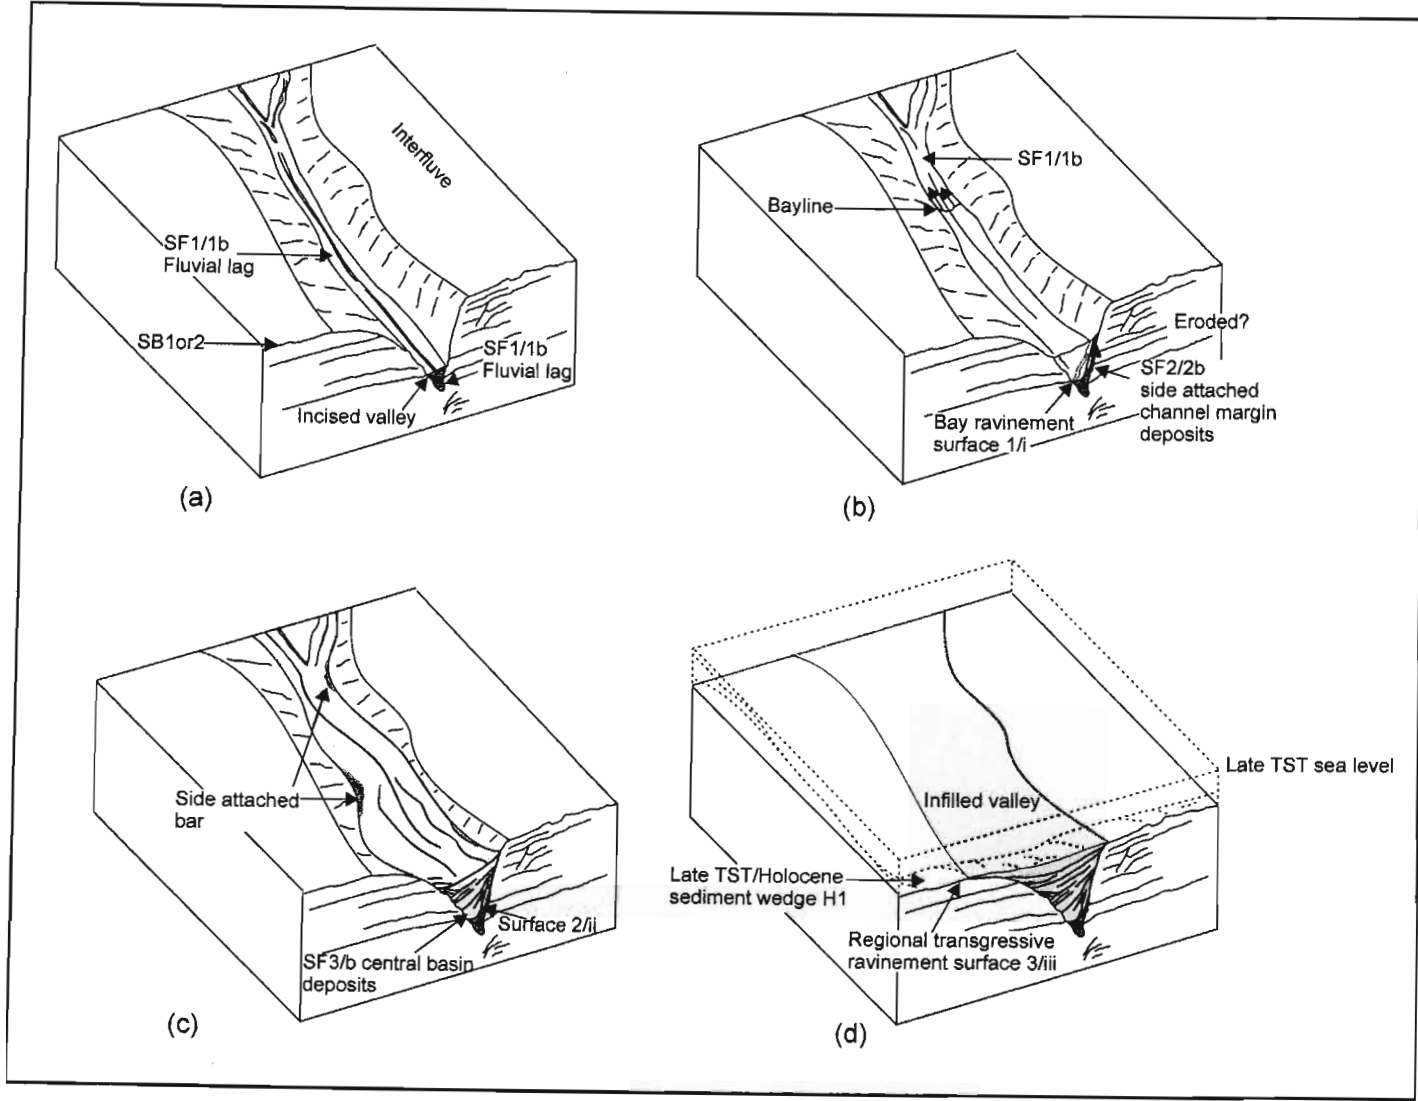 Interfluve
SF1/1b
Fluvial lag
SB1or2
SF1/1b
Fluvial lag
Incised valley
(a)
SF1/1b
Bayline
Eroded?
SF2/2b
side attached
channel margin
deposits
Bay ravinement
surface 1/i
(b)
Side attached
bar
Surface 2/ii
SF3/b central basin
deposits
(c)
Late TST sea level
Infilled valley
Late TST/Holocene
sediment wedge H1
Regional transgressive
ravinement surface 3/iii
(d)